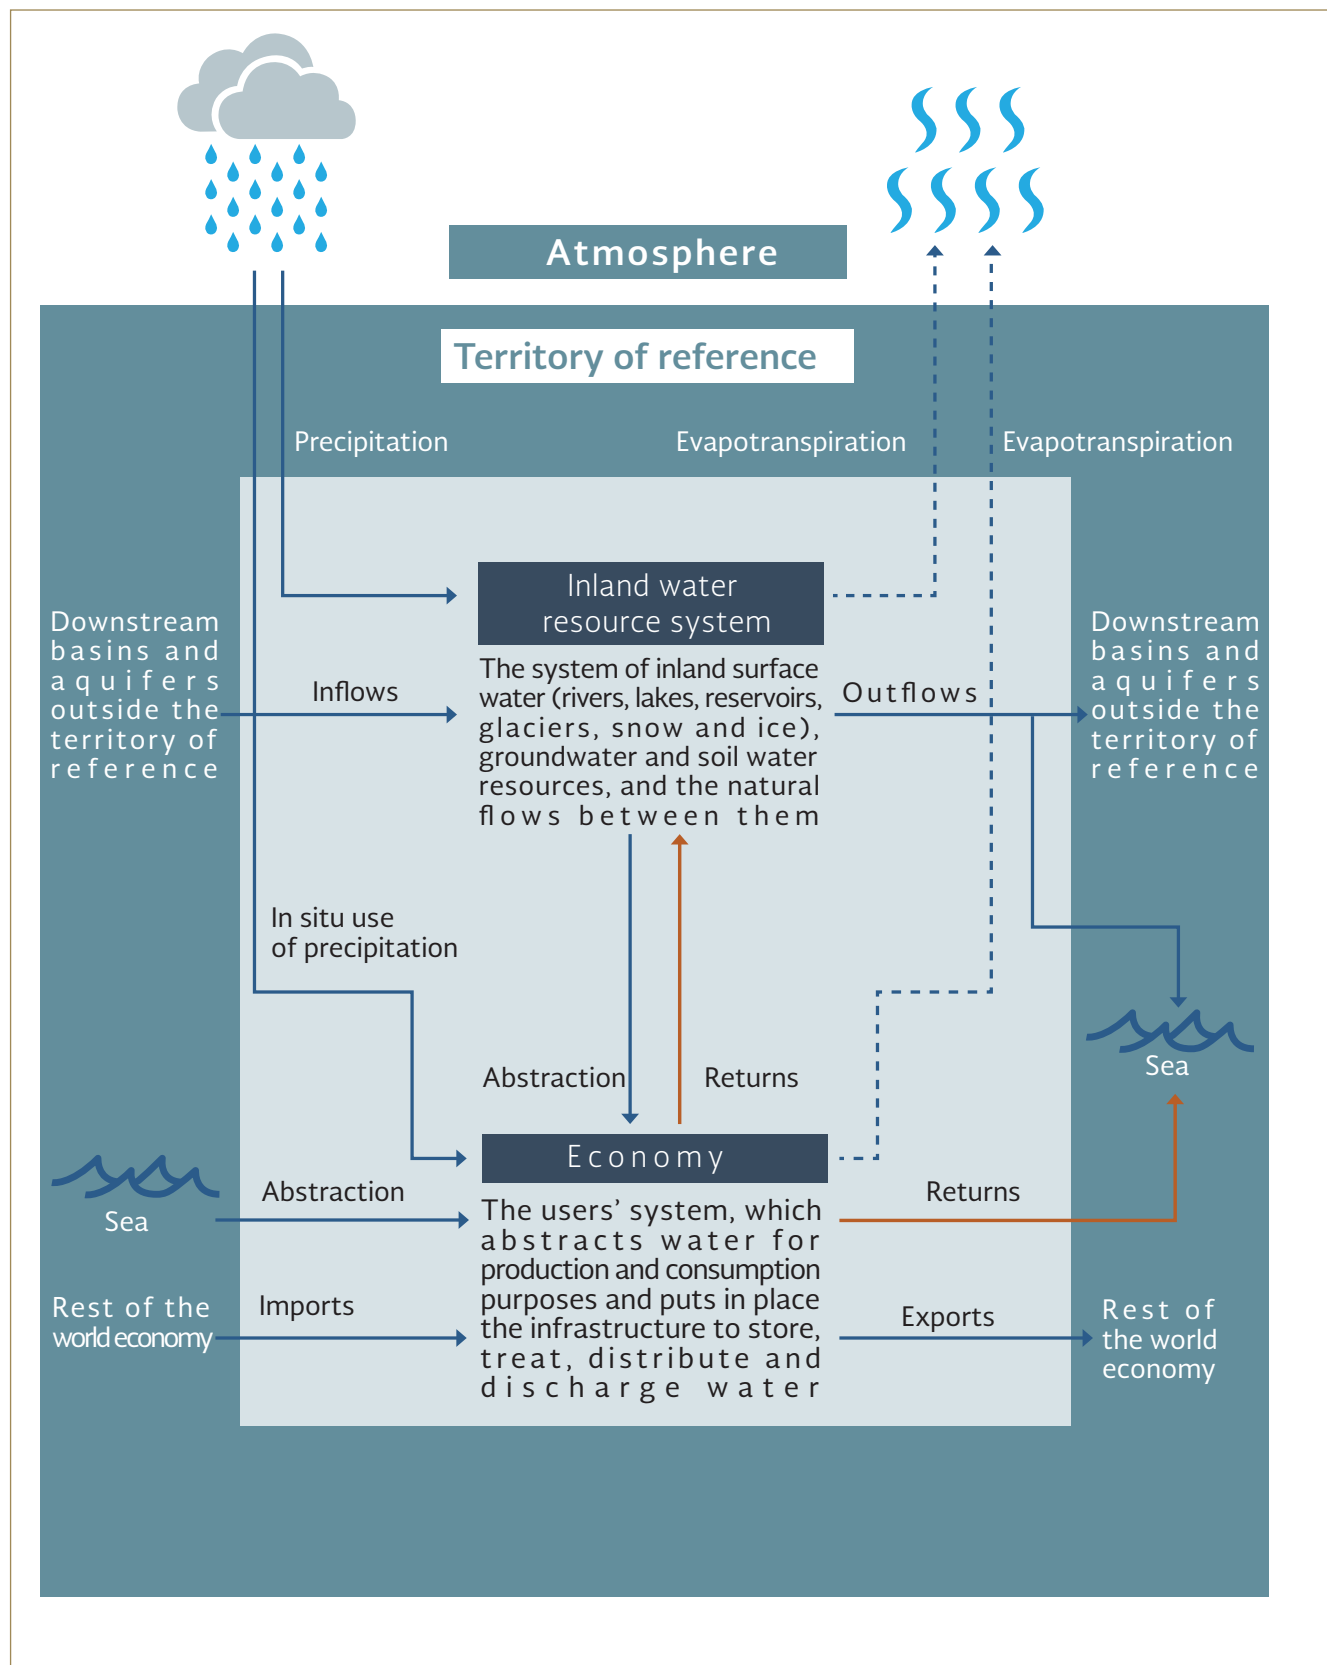 Atmosphere
Territory of reference
Precipitation
Evapotranspiration
Evapotranspiration
Inland water
resource system
The system of inland surface
water (rivers, lakes, reservoirs,
glaciers, snow and ice),
groundwater and soil water
resources, and the natural
flows between them
Downstream
basins and
aquifers
outside the
territory of
reference
Inflows
Outflows
Downstream
basins and
aquifers
outside the
territory of
reference
In situ use
of precipitation
Abstraction
Returns
Sea
Economy
The users’ system, which
abstracts water for
production and consumption
purposes and puts in place
the infrastructure to store,
treat, distribute and
discharge water
Sea
Abstraction
Returns
Rest of the
world economy
Imports
Exports
Rest of
the world
economy